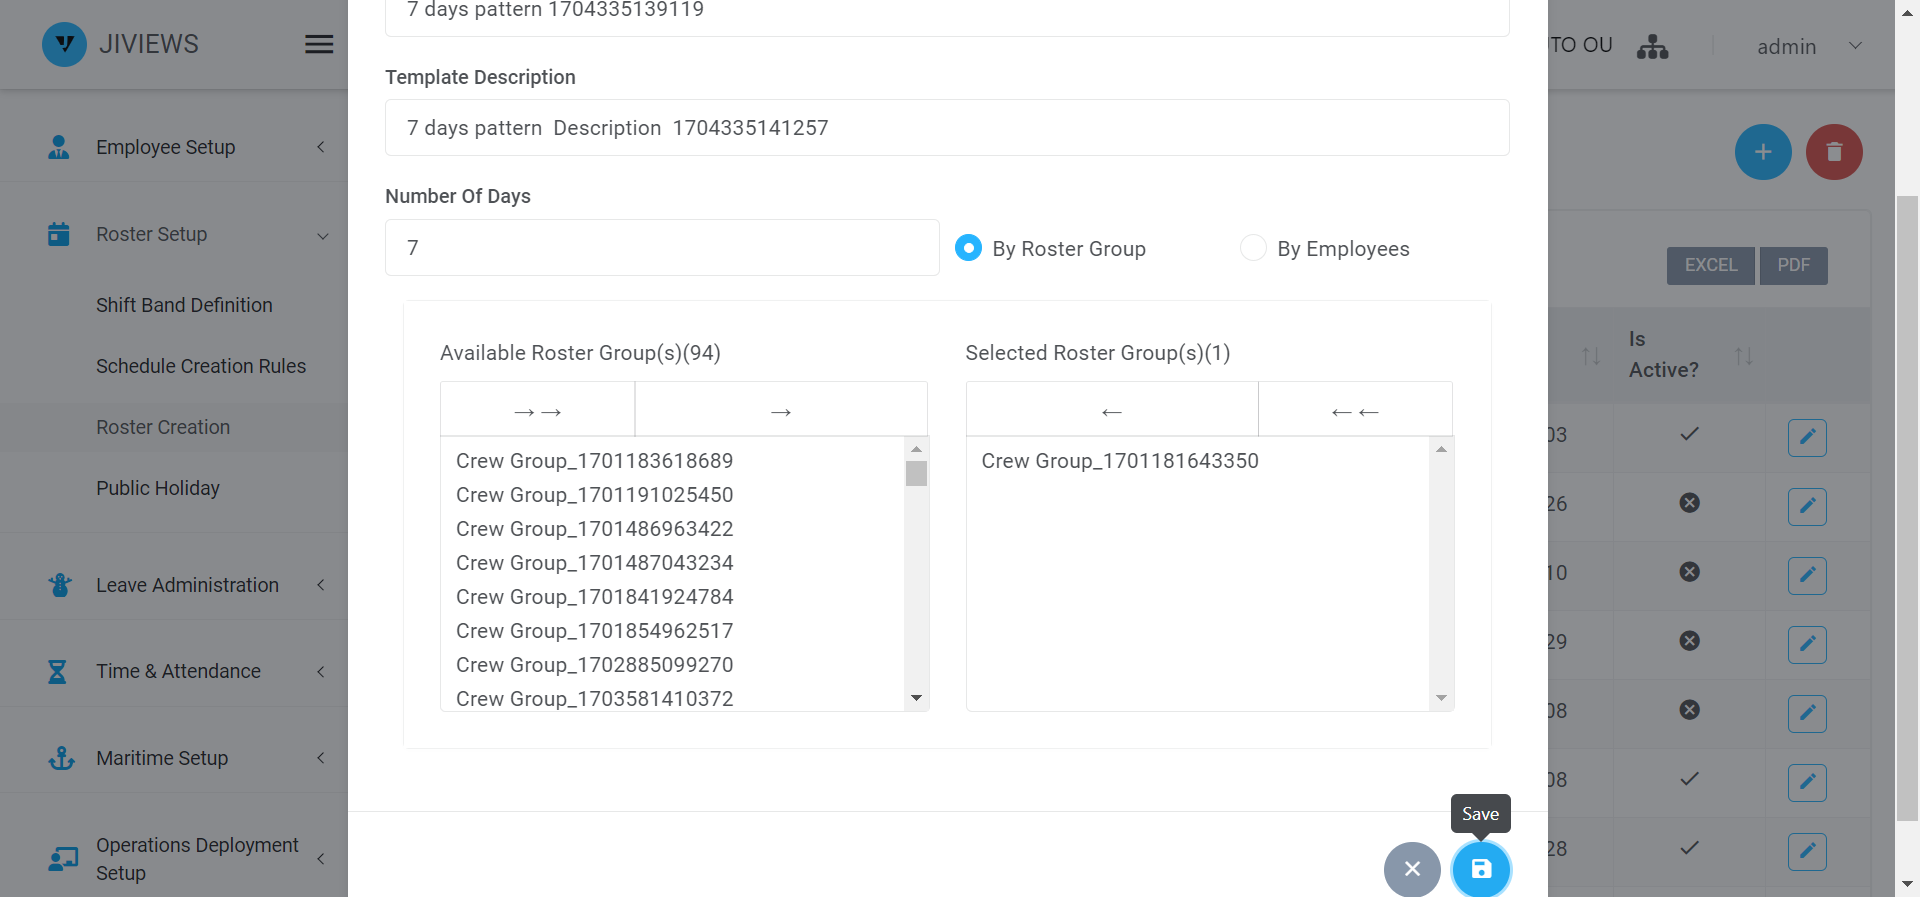 7 days pattern 1704335139119
JIVIEWS
TO OU
admin
Template Description
7 days pattern  Description  1704335141257
Employee Setup
Number Of Days
Roster Setup
7
By Roster Group
By Employees
EXCEL
PDF
Shift Band Definition
Schedule Creation Rules
Roster Creation
Public Holiday
Available Roster Group(s)(94)
Selected Roster Group(s)(1)
Is
Active?
Crew Group_1701183618689
Crew Group_1701191025450
Crew Group_1701486963422
Crew Group_1701487043234
Crew Group_1701841924784
Crew Group_1701854962517
Crew Group_1702885099270
Crew Group_1703581410372
Crew Group_1701181643350
03
26
10
29
08
08
28
Leave Administration
Time & Attendance
Maritime Setup
Operations Deployment
Setup
Save